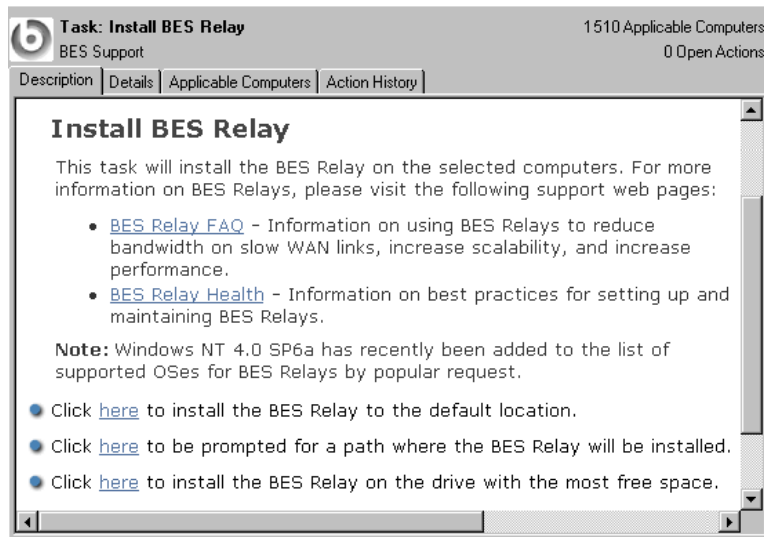 Task: Install BES Relay
1510 Applicable Computers
BES Support
0 Open Actions
Description Details Applicable Computers Action History
Install BES Relay
This task will install the BES Relay on the selected computers. For more
information on BES Relays, please visit the following support web pages:
• BES Relay FAQ – Information on using BES Relays to reduce
bandwidth on slow WAN links, increase scalability, and increase
performance.
• BES Relay Health – Information on best practices for setting up and
maintaining BES Relays.
Note: Windows NT 4.0 SP6a has recently been added to the list of
supported OSes for BES Relays by popular request.
Click here to install the BES Relay to the default location.
Click here to be prompted for a path where the BES Relay will be installed.
Click here to install the BES Relay on the drive with the most free space.